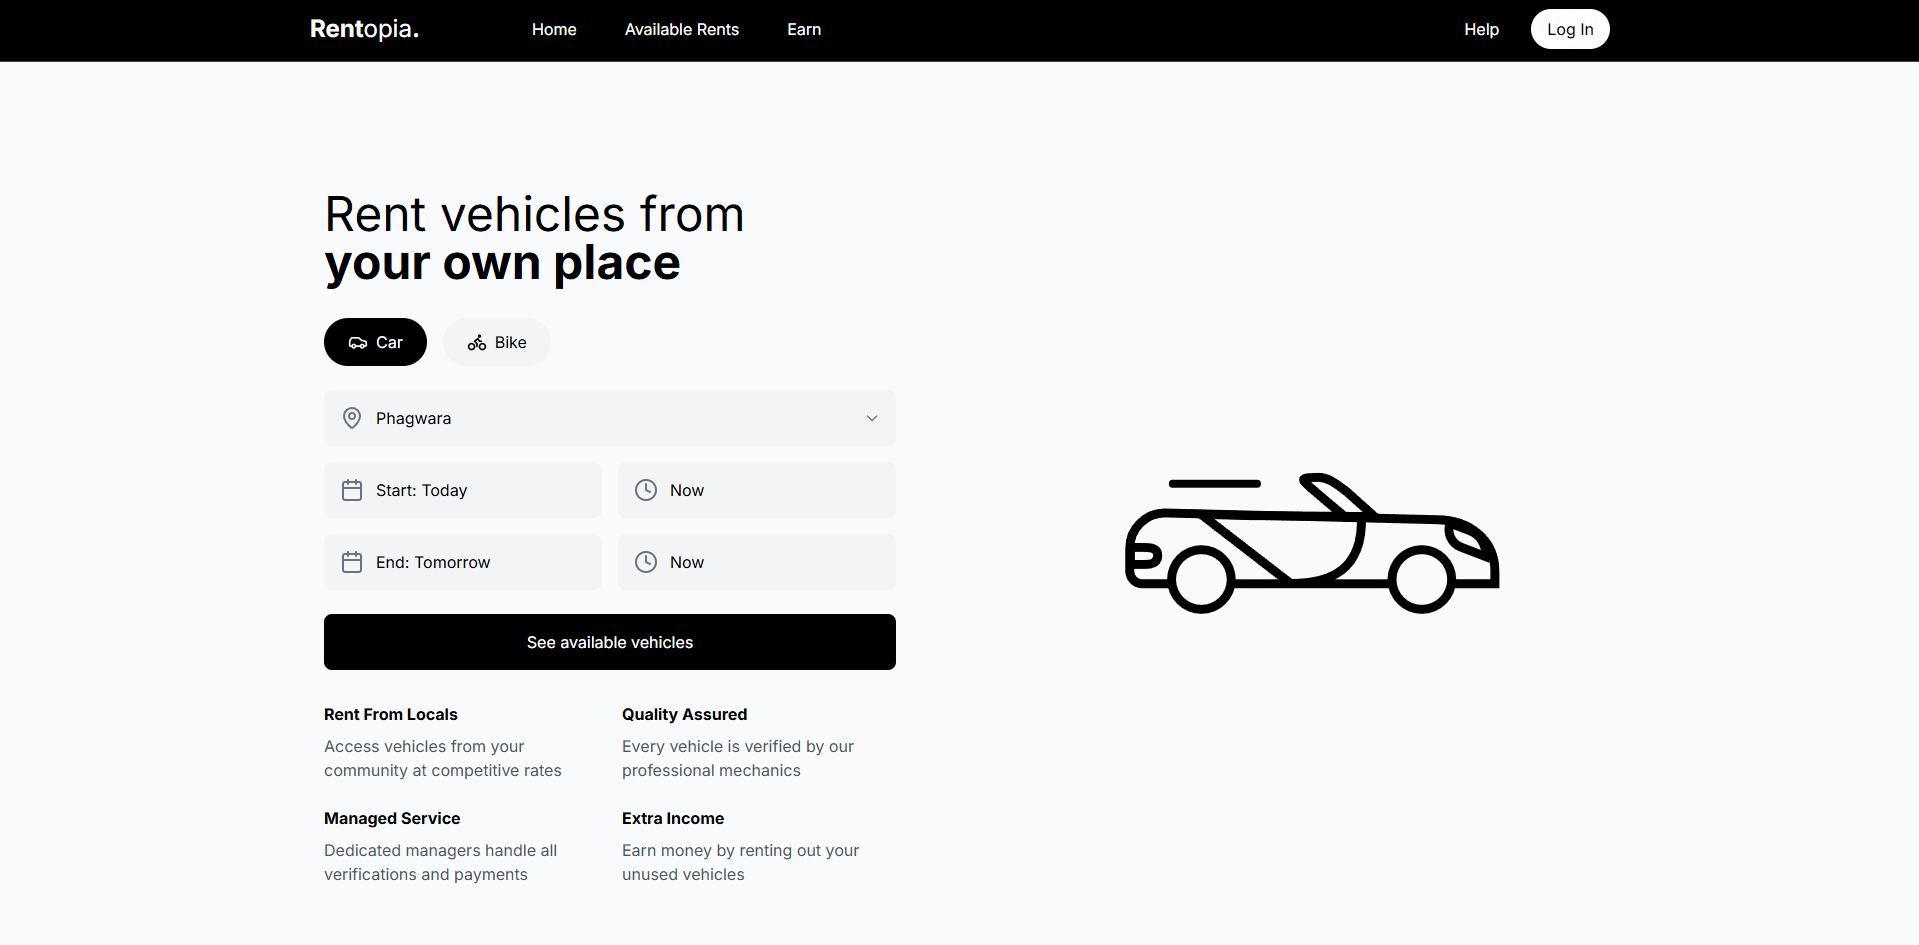 Rentopia.
Home
Available Rents
Earn
Help
Log In
Rent vehicles from
your own place
Car
Bike
Phagwara
Start: Today
Now
End: Tomorrow
Now
See available vehicles
Rent From Locals
Access vehicles from your
community at competitive rates
Quality Assured
Every vehicle is verified by our
professional mechanics
Managed Service
Dedicated managers handle all
verifications and payments
Extra Income
Earn money by renting out your
unused vehicles